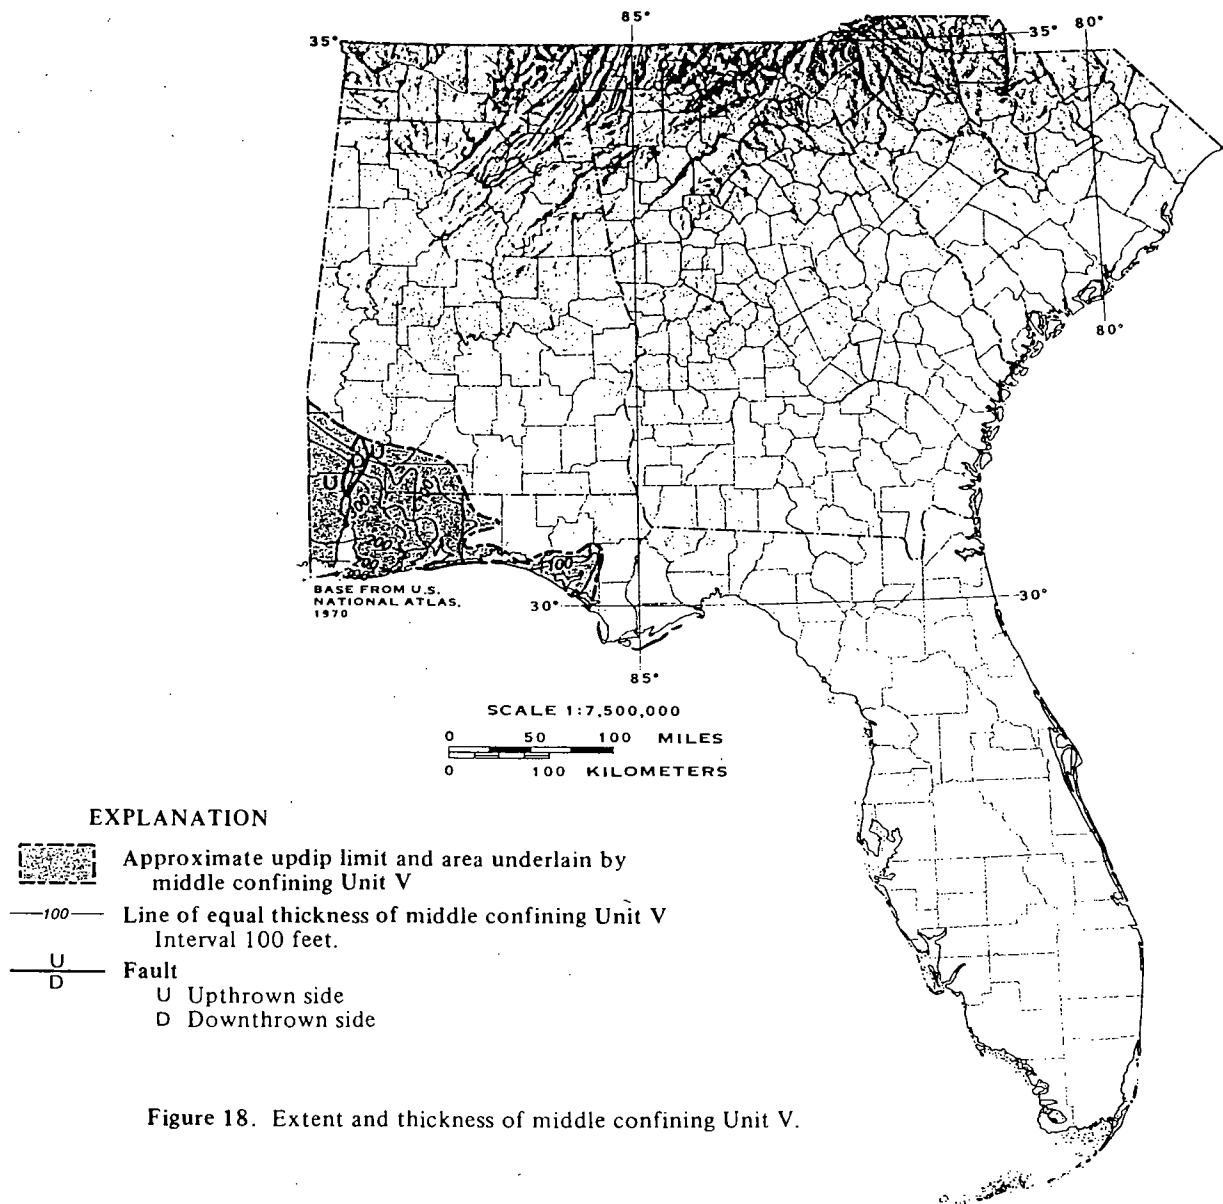 85°
80°
35°
35°
80°
U
D
U
100
100
200
200
300
100
BASE FROM U.S.
NATIONAL ATLAS,
1970
30°
30°
85°
SCALE 1:7,500,000
0 50 100 MILES
0 100 KILOMETERS
EXPLANATION
Approximate updip limit and area underlain by
middle confining Unit V
100 Line of equal thickness of middle confining Unit V
Interval 100 feet.
U
D
Fault
U Upthrown side
D Downthrown side
Figure 18. Extent and thickness of middle confining Unit V.